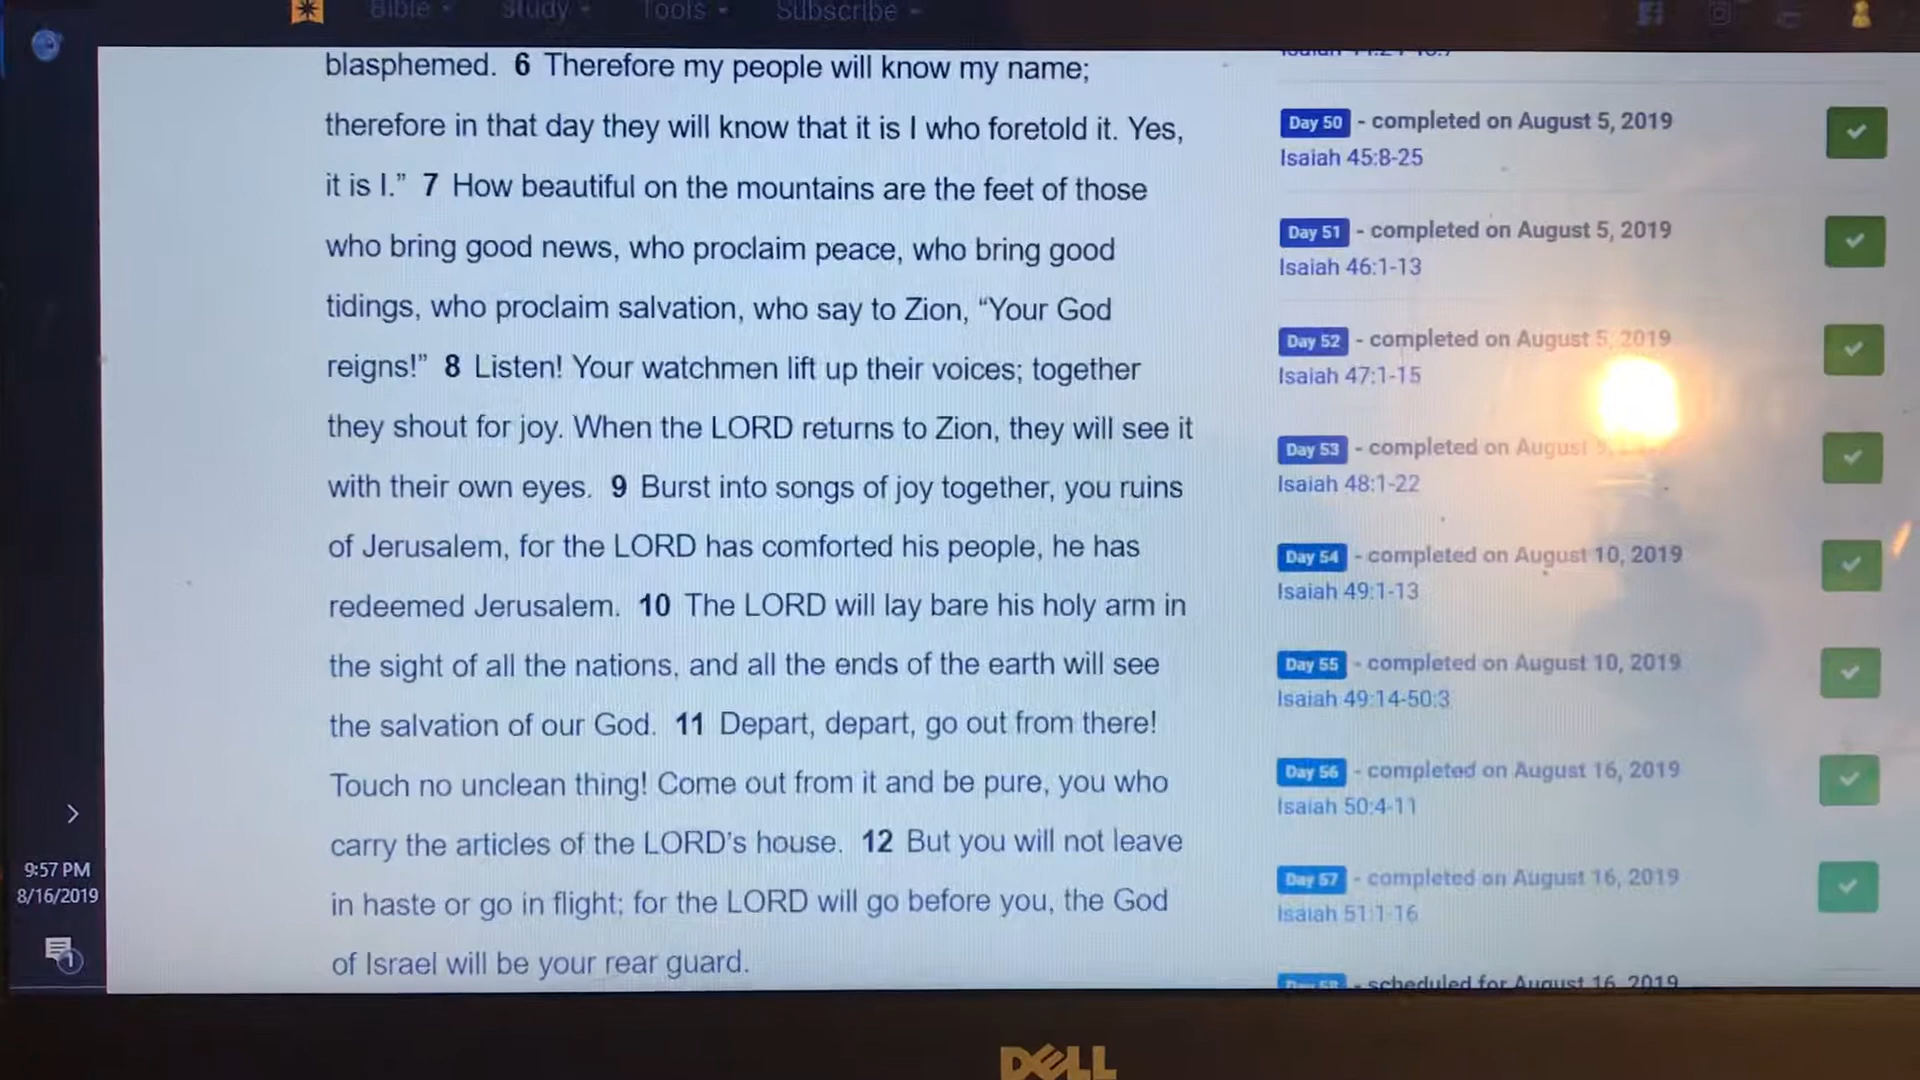 Bible
Study
Tools
Subscribe
blasphemed. 6 Therefore my people will know my name;
therefore in that day they will know that it is I who foretold it. Yes,
it is I.” 7 How beautiful on the mountains are the feet of those
who bring good news, who proclaim peace, who bring good
tidings, who proclaim salvation, who say to Zion, “Your God
reigns!” 8 Listen! Your watchmen lift up their voices; together
they shout for joy. When the LORD returns to Zion, they will see it
with their own eyes. 9 Burst into songs of joy together, you ruins
of Jerusalem, for the LORD has comforted his people, he has
redeemed Jerusalem. 10 The LORD will lay bare his holy arm in
the sight of all the nations, and all the ends of the earth will see
the salvation of our God. 11 Depart, depart, go out from there!
Touch no unclean thing! Come out from it and be pure, you who
carry the articles of the LORD’s house. 12 But you will not leave
in haste or go in flight; for the LORD will go before you, the God
of Israel will be your rear guard.
Day 50 - completed on August 5, 2019
Isaiah 45:8-25
Day 51 - completed on August 5, 2019
Isaiah 46:1-13
Day 52 - completed on August 5, 2019
Isaiah 47:1-15
Day 53 - completed on August
Isaiah 48:1-22
Day 54 - completed on August 10, 2019
Isaiah 49:1-13
Day 55 - completed on August 10, 2019
Isaiah 49:14-50:3
Day 56 - completed on August 16, 2019
Isaiah 50:4-11
Day 57 - completed on August 16, 2019
Isaiah 51:1-16
Day 58 - scheduled for August 16, 2019
9:57 PM
8/16/2019
1
DELL